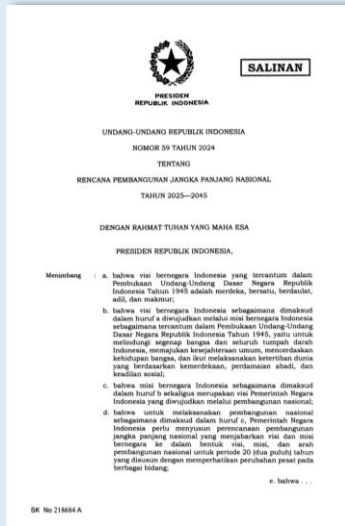 SALINAN
PRESIDEN
REPUBLIK INDONESIA
UNDANG-UNDANG REPUBLIK INDONESIA
NOMOR 59 TAHUN 2024
TENTANG
RENCANA PEMBANGUNAN JANGKA PANJANG NASIONAL
TAHUN 2025—2045
DENGAN RAHMAT TUHAN YANG MAHA ESA
PRESIDEN REPUBLIK INDONESIA,
Menimbang : a. bahwa visi bernegara Indonesia yang tercantum dalam
Pembukaan Undang-Undang Dasar Negara Republik
Indonesia Tahun 1945 adalah merdeka, bersatu, berdaulat,
adil, dan makmur;
b. bahwa visi bernegara Indonesia sebagaimana dimaksud
dalam huruf a diwujudkan melalui misi bernegara Indonesia
sebagaimana tercantum dalam Pembukaan Undang-Undang
Dasar Negara Republik Indonesia Tahun 1945, yaitu untuk
melindungi segenap bangsa dan seluruh tumpah darah
Indonesia, memajukan kesejahteraan umum, mencerdaskan
kehidupan bangsa, dan ikut melaksanakan ketertiban dunia
yang berdasarkan kemerdekaan, perdamaian abadi, dan
keadilan sosial;
c. bahwa misi bernegara Indonesia sebagaimana dimaksud
dalam huruf b sekaligus merupakan visi Pemerintah Negara
Indonesia yang diwujudkan melalui pembangunan nasional;
d. bahwa untuk melaksanakan pembangunan nasional
sebagaimana dimaksud dalam huruf c, Pemerintah Negara
Indonesia perlu menyusun perencanaan pembangunan
jangka panjang nasional yang menjabarkan visi dan misi
bernegara ke dalam bentuk visi, misi, dan arah
pembangunan nasional untuk periode 20 (dua puluh) tahun
yang disusun dengan memperhatikan perubahan pesat pada
berbagai bidang;
e. bahwa . . .
SK No 218684 A